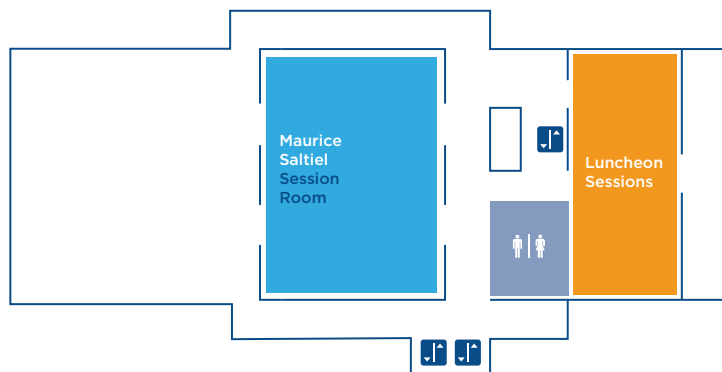 Maurice
Saltiel
Session
Room
Luncheon
Sessions